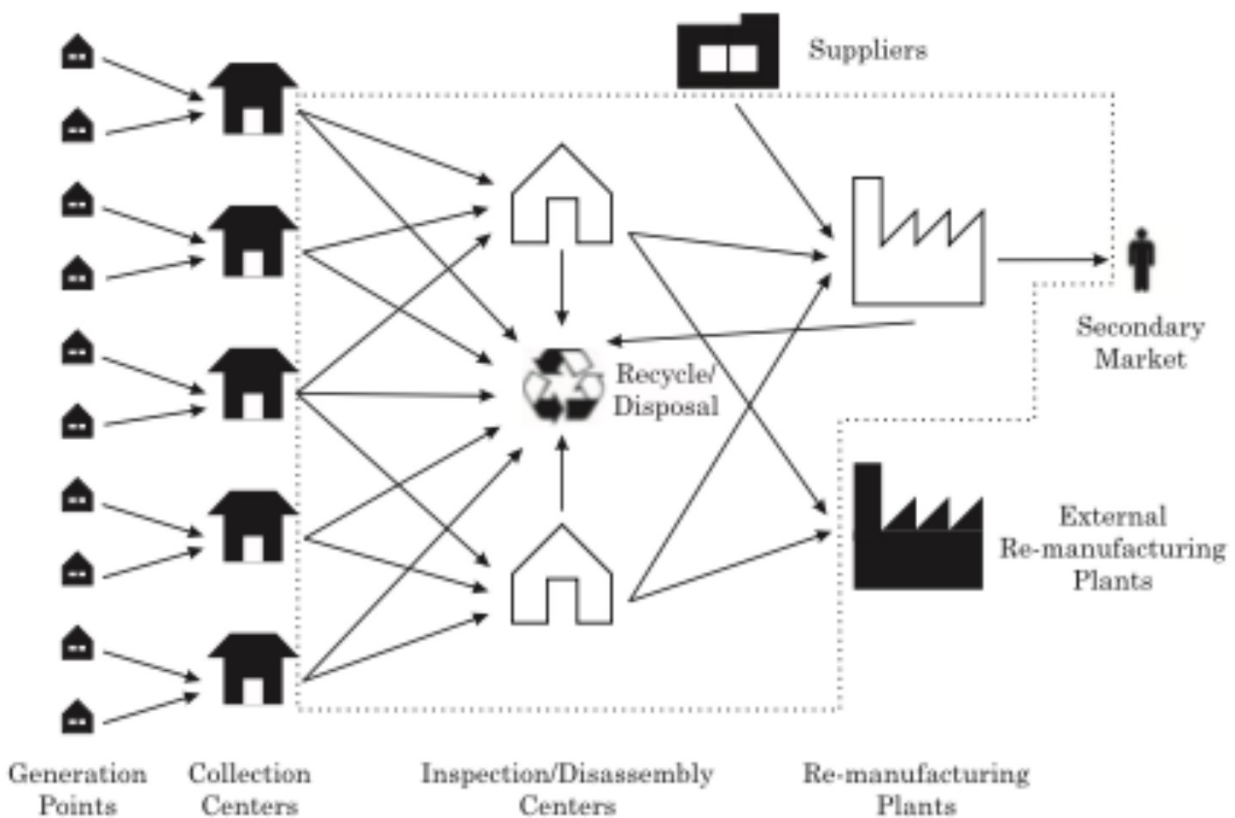 Suppliers
Secondary
Market
Recycle/
Disposal
External
Re-manufacturing
Plants
Generation
Points
Collection
Centers
Inspection/Disassembly
Centers
Re-manufacturing
Plants